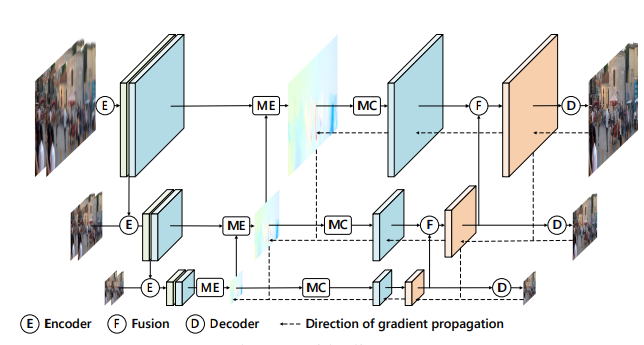 E ME MC F D
E ME MC F D
E ME MC F D
E Encoder F Fusion D Decoder Direction of gradient propagation